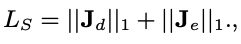 L_S = ||J_d||_1 + ||J_e||_1.,